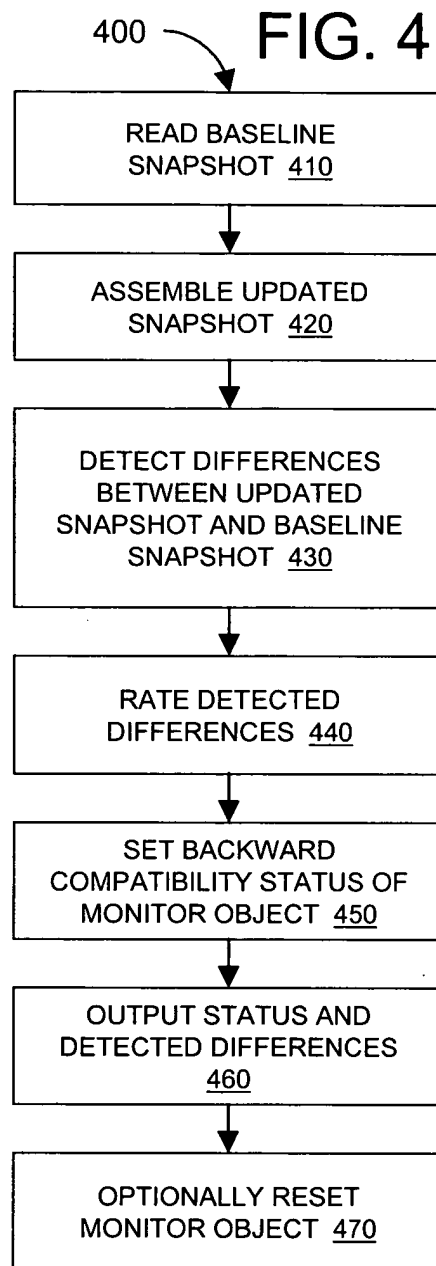 400
FIG. 4
READ BASELINE
SNAPSHOT 410
ASSEMBLE UPDATED
SNAPSHOT 420
DETECT DIFFERENCES
BETWEEN UPDATED
SNAPSHOT AND BASELINE
SNAPSHOT 430
RATE DETECTED
DIFFERENCES 440
SET BACKWARD
COMPATIBILITY STATUS OF
MONITOR OBJECT 450
OUTPUT STATUS AND
DETECTED DIFFERENCES
460
OPTIONALLY RESET
MONITOR OBJECT 470